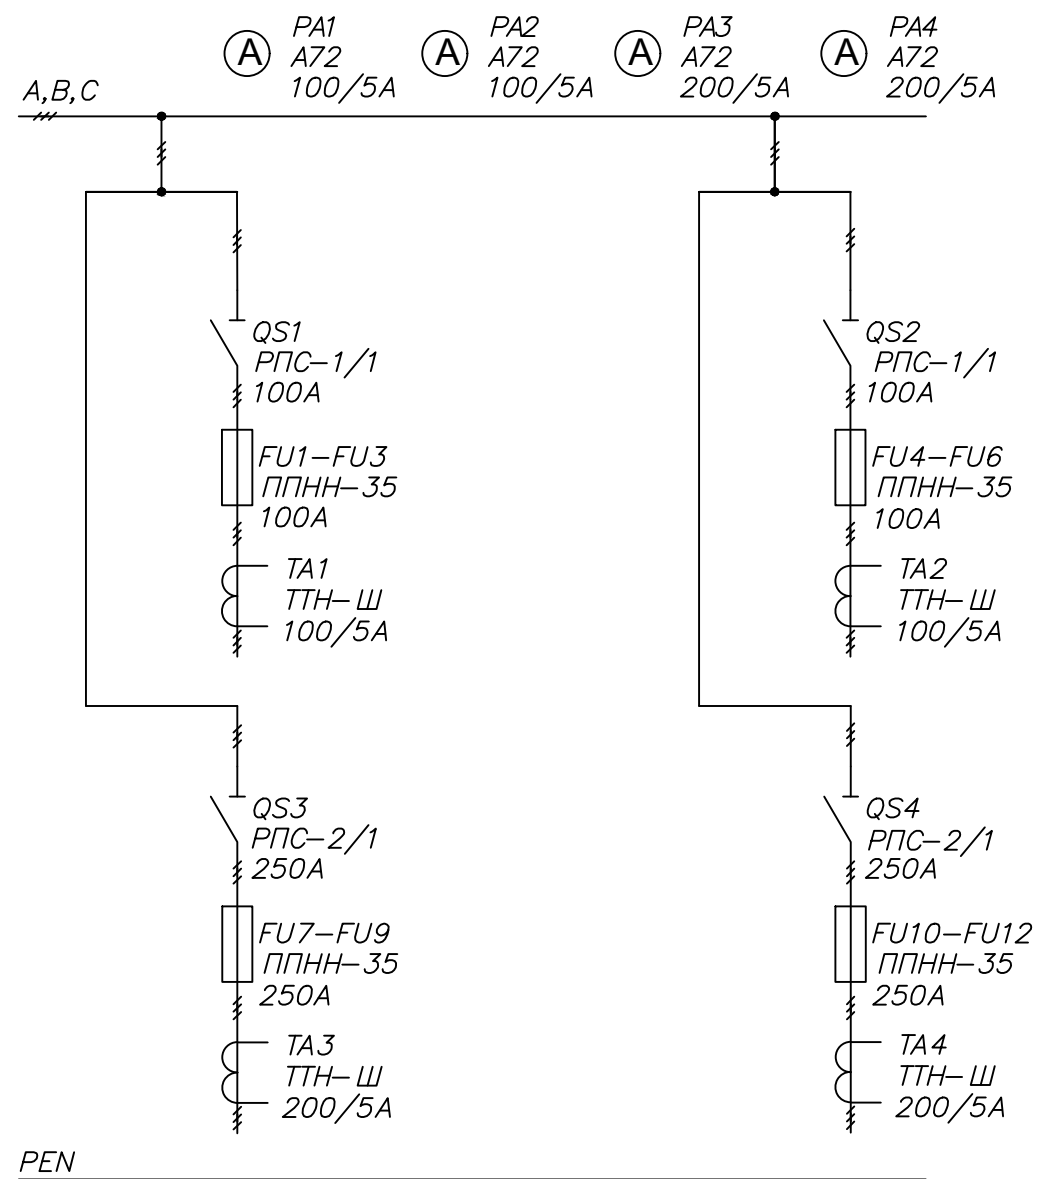 A PA1
A72
100/5A
A PA2
A72
100/5A
A PA3
A72
200/5A
A PA4
A72
200/5A
A,B,C
QS1
РПС-1/1
100A
QS2
РПС-1/1
100A
FU1-FU3
ППНН-35
100A
FU4-FU6
ППНН-35
100A
TA1
ТТН-Ш
100/5A
TA2
ТТН-Ш
100/5A
QS3
РПС-2/1
250A
QS4
РПС-2/1
250A
FU7-FU9
ППНН-35
250A
FU10-FU12
ППНН-35
250A
TA3
ТТН-Ш
200/5A
TA4
ТТН-Ш
200/5A
PEN